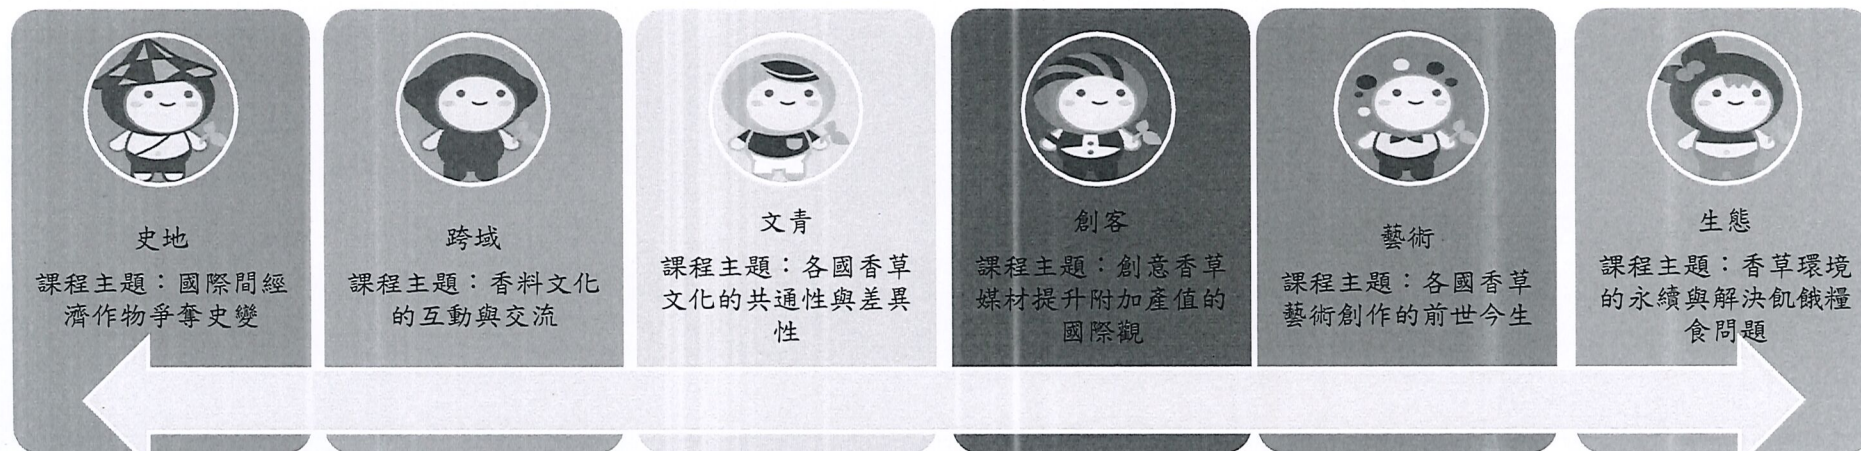 史地
課程主題：國際間經
濟作物爭奪史變
跨域
課程主題：香料文化
的互動與交流
文青
課程主題：各國香草
文化的共通性與差異
性
創客
課程主題：創意香草
媒材提升附加產值的
國際觀
藝術
課程主題：各國香草
藝術創作的前世今生
生態
課程主題：香草環境
的永續與解決飢餓糧
食問題